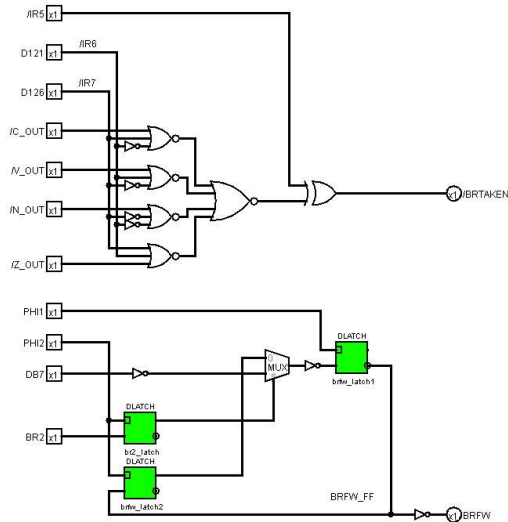 /IR5 x1
/IR6
D121 x1
/IR7
D126 x1
/C_OUT x1
/V_OUT x1
x1 /BRTAKEN
/N_OUT x1
/Z_OUT x1
PHI1 x1
PHI2 x1
DLATCH
0
MUX
DB7 x1
brfw_latch1
DLATCH
BR2 x1
br2_latch
DLATCH
BRFW_FF
brfw_latch2
x1 BRFW